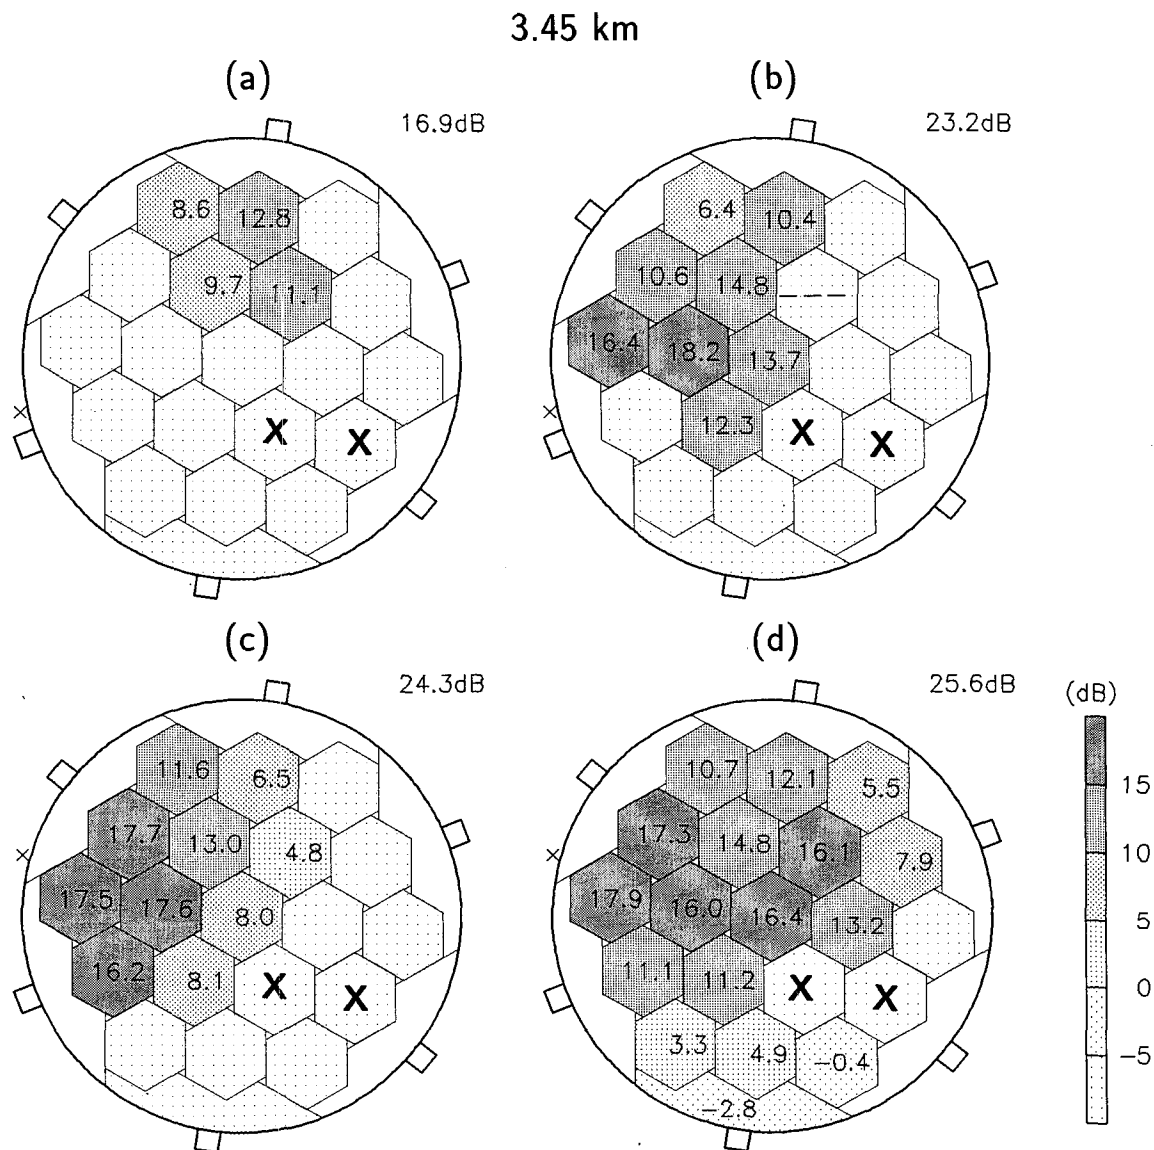 3.45 km
(a)
(b)
16.9dB
23.2dB
8.6 12.8
6.4 10.4
9.7 11.1
10.6 14.8
16.4 18.2 13.7
12.3 X X
X X
(c)
(d)
24.3dB
25.6dB
(dB)
11.6 6.5
10.7 12.1 5.5
17.7 13.0 4.8
17.3 14.8 16.1 7.9
17.5 17.6 8.0
17.9 16.0 16.4 13.2
16.2 8.1 X X
11.1 11.2 X X
3.3 4.9 -0.4
-2.8
15
10
5
0
-5